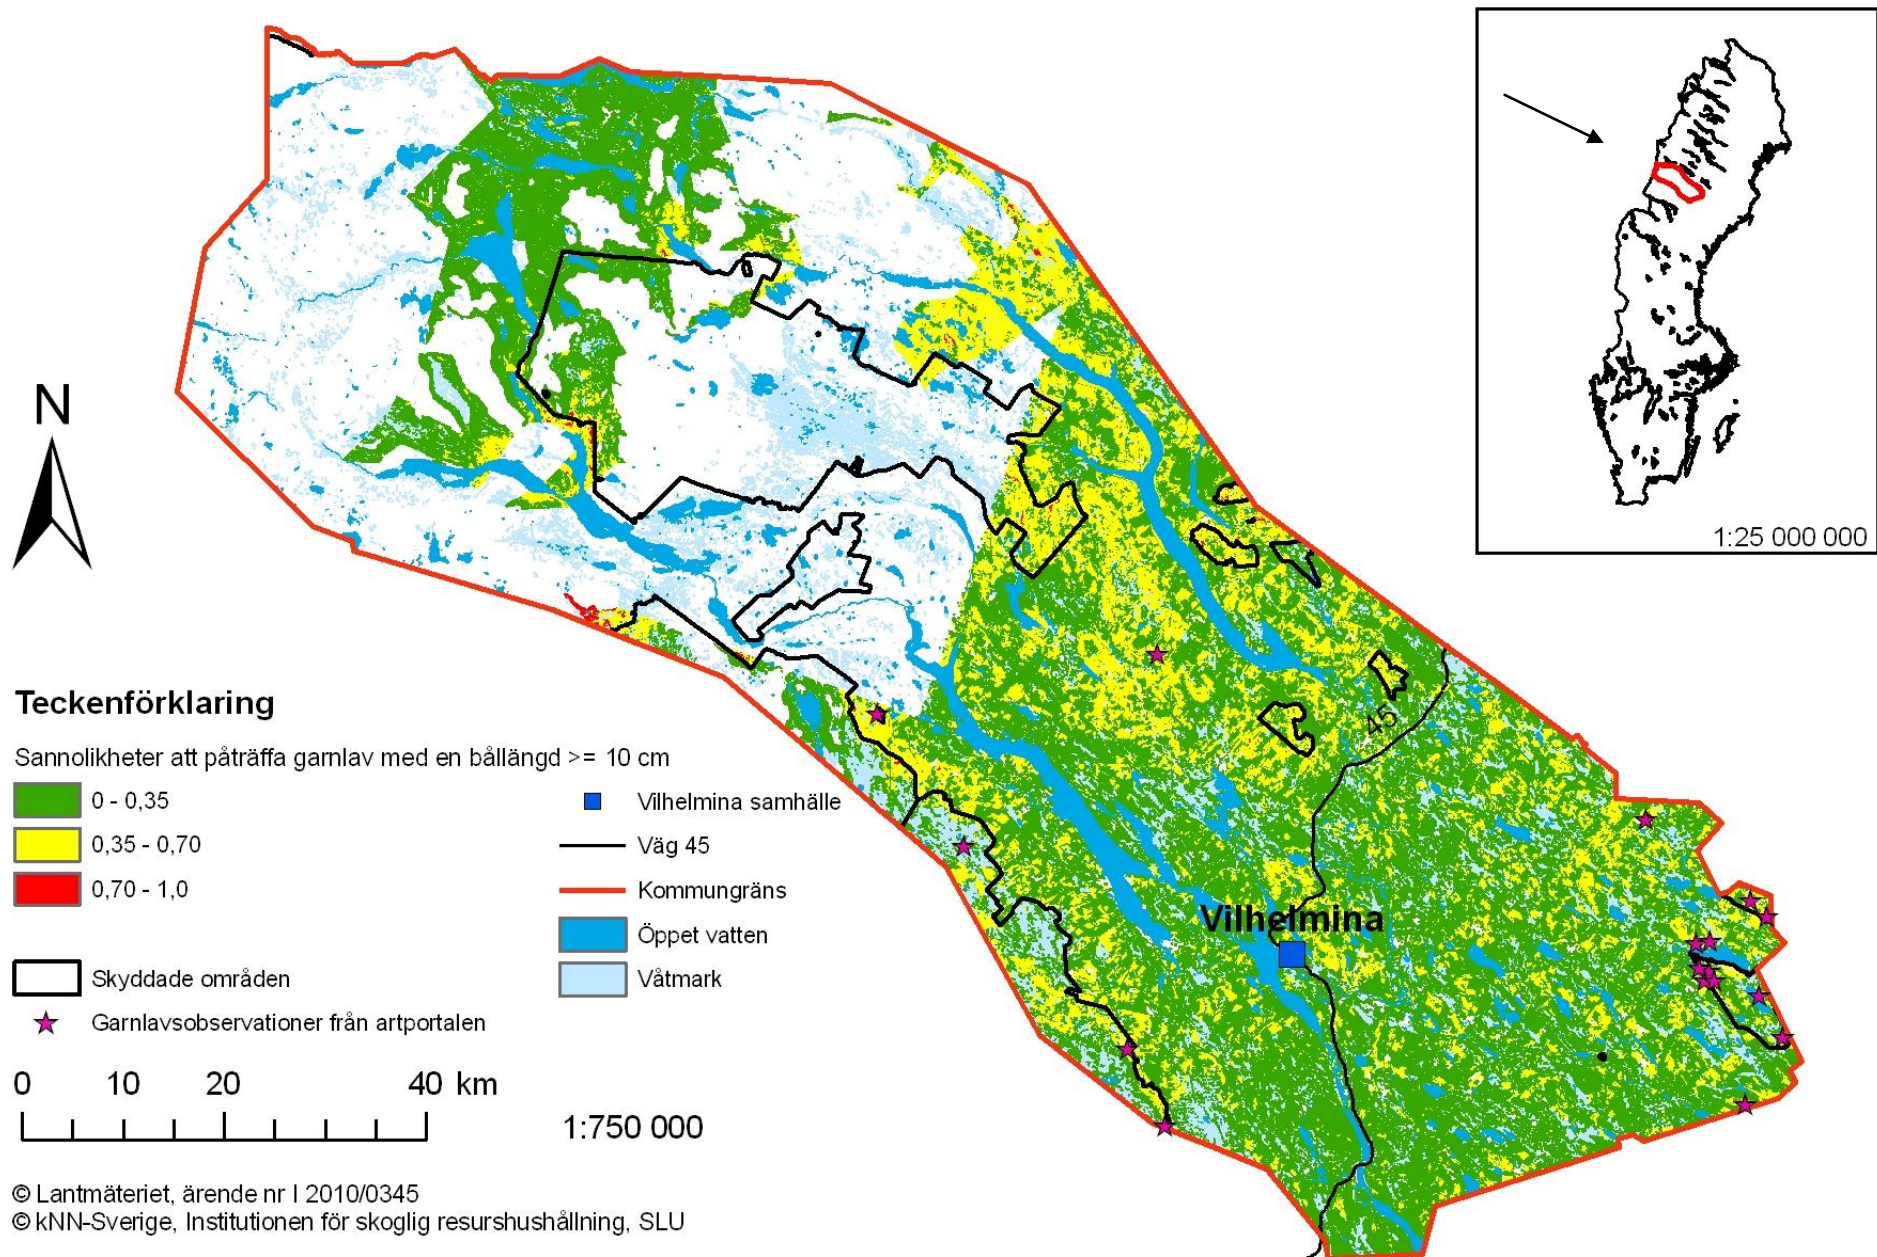 1:25 000 000
N
45
Vilhelmina
Teckenförklaring
Sannolikheter att påträffa garnlav med en bållängd >= 10 cm
0 - 0,35
0,35 - 0,70
0,70 - 1,0
Skyddade områden
Garnlavsobservationer från artportalen
Vilhelmina samhälle
Väg 45
Kommungräns
Öppet vatten
Våtmark
0 10 20 40 km
1:750 000
© Lantmäteriet, ärende nr I 2010/0345
© kNN-Sverige, Institutionen för skoglig resurshushållning, SLU